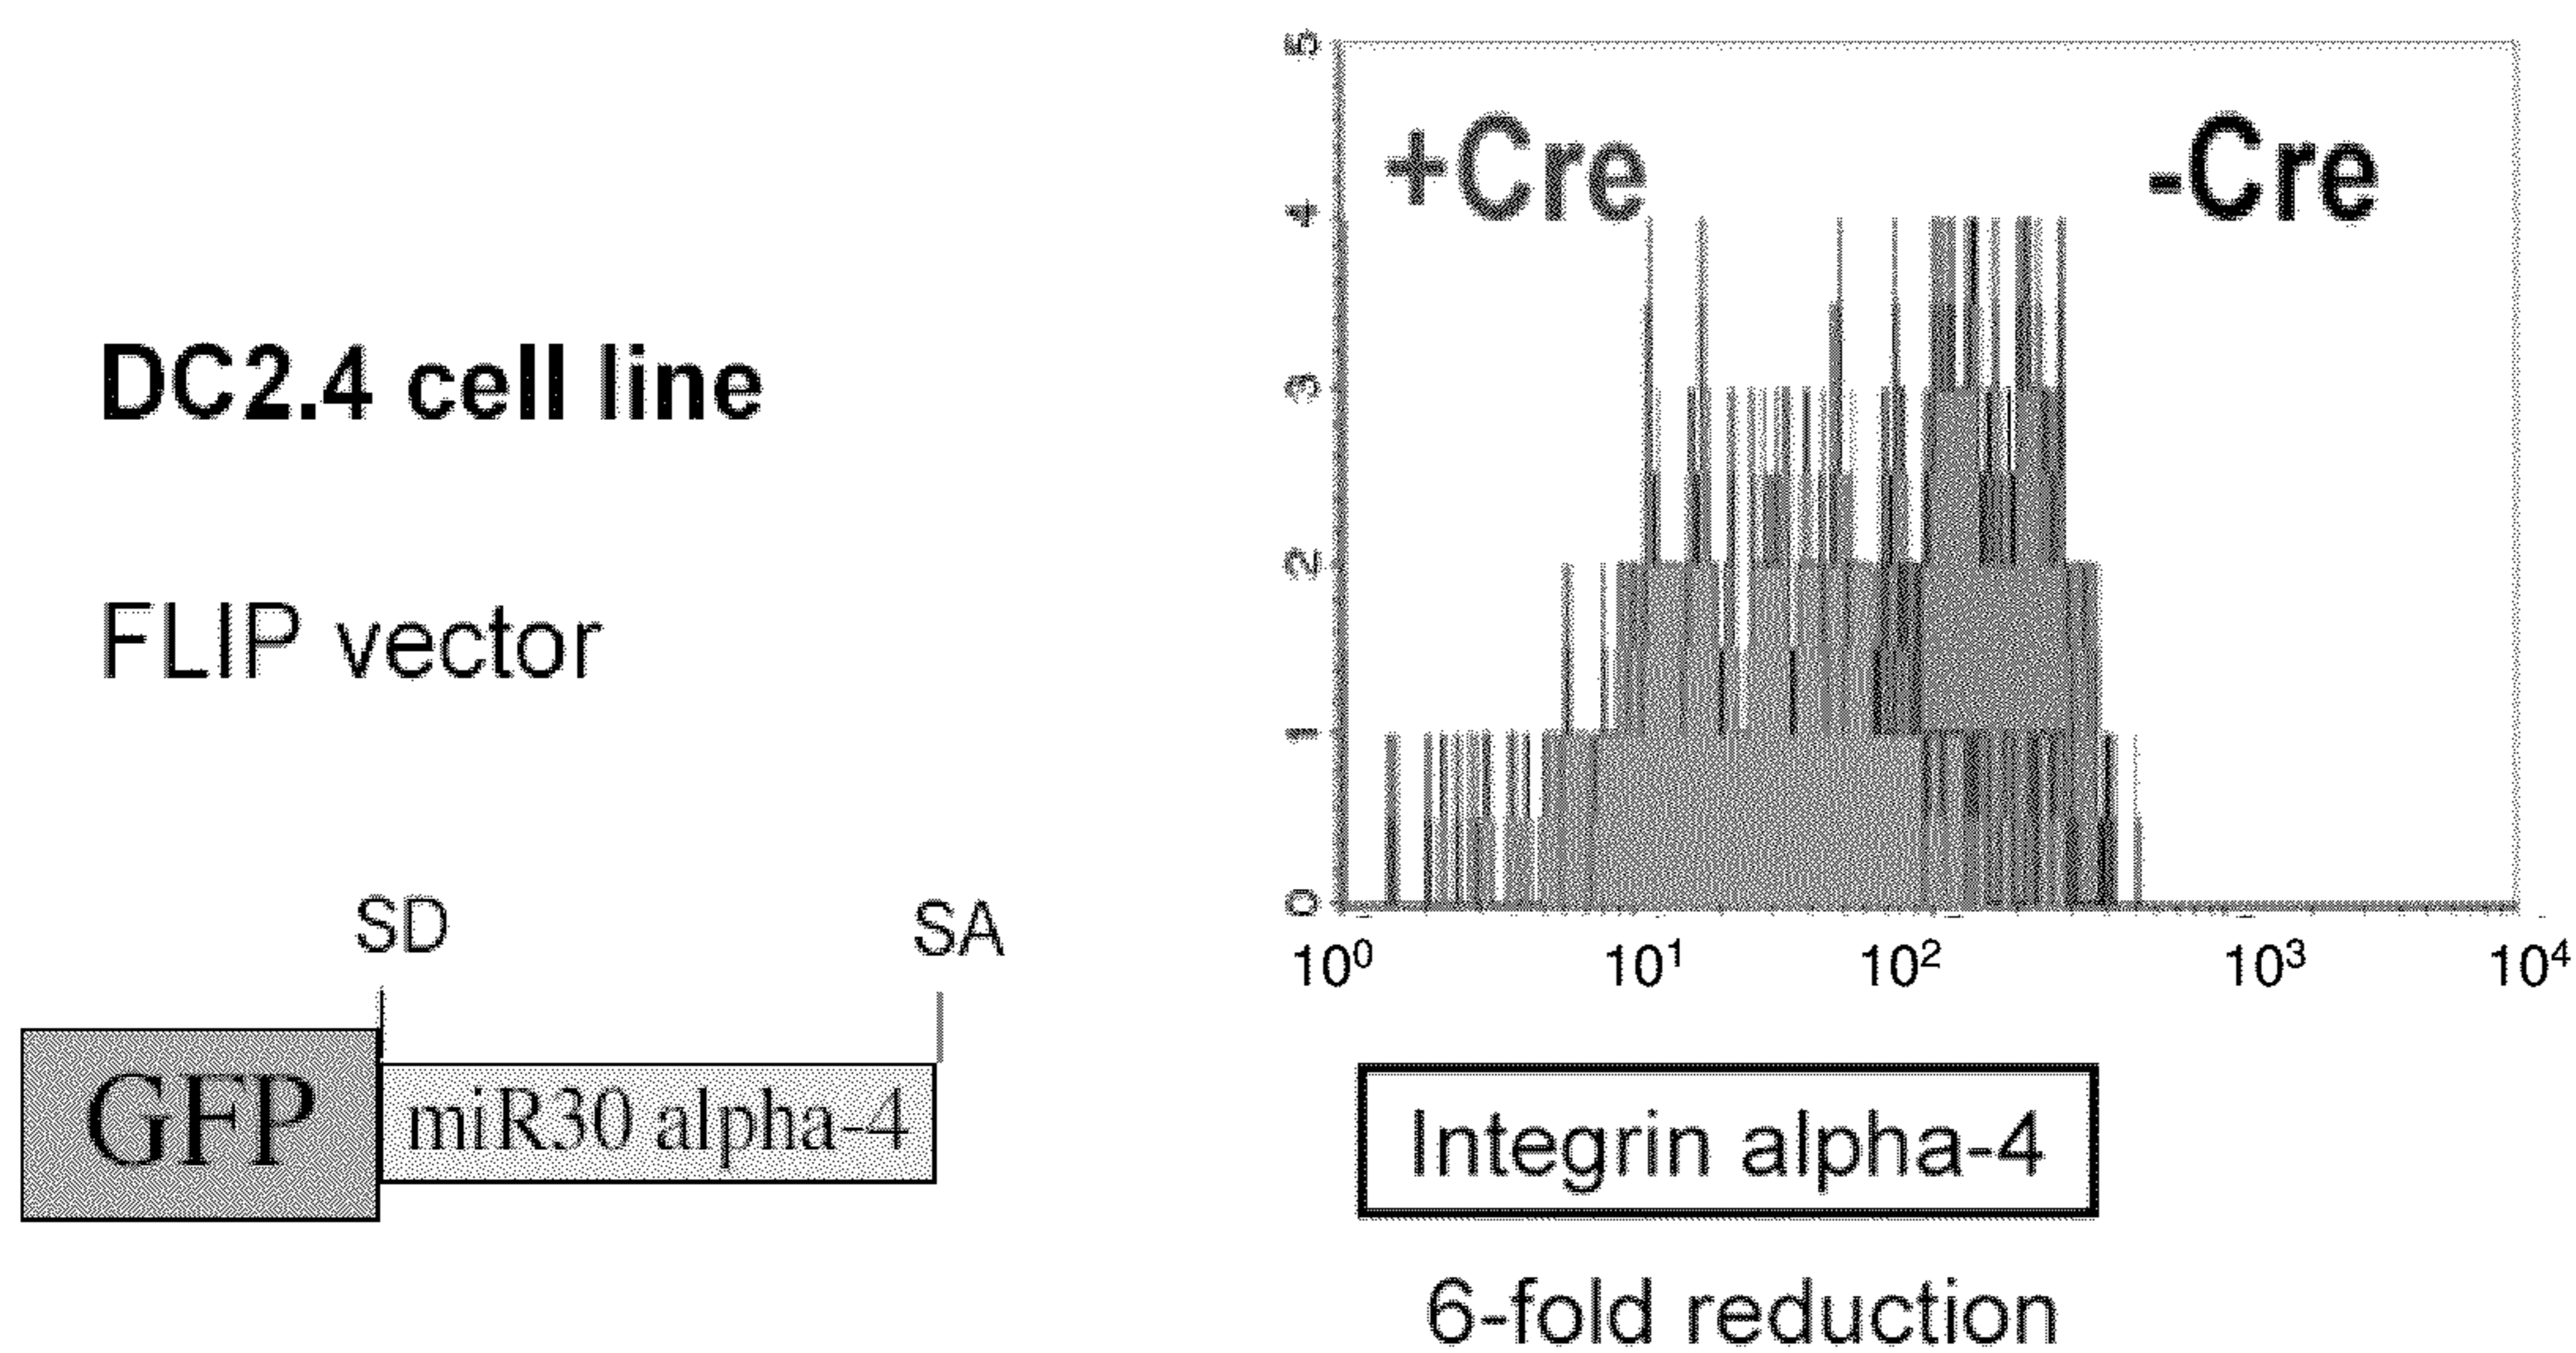 DC2.4 cell line
FLIP vector
SD
SA
GFP
miR30 alpha-4
5
4
3
2
1
0
+Cre
-Cre
10⁰ 10¹ 10² 10³ 10⁴
Integrin alpha-4
6-fold reduction